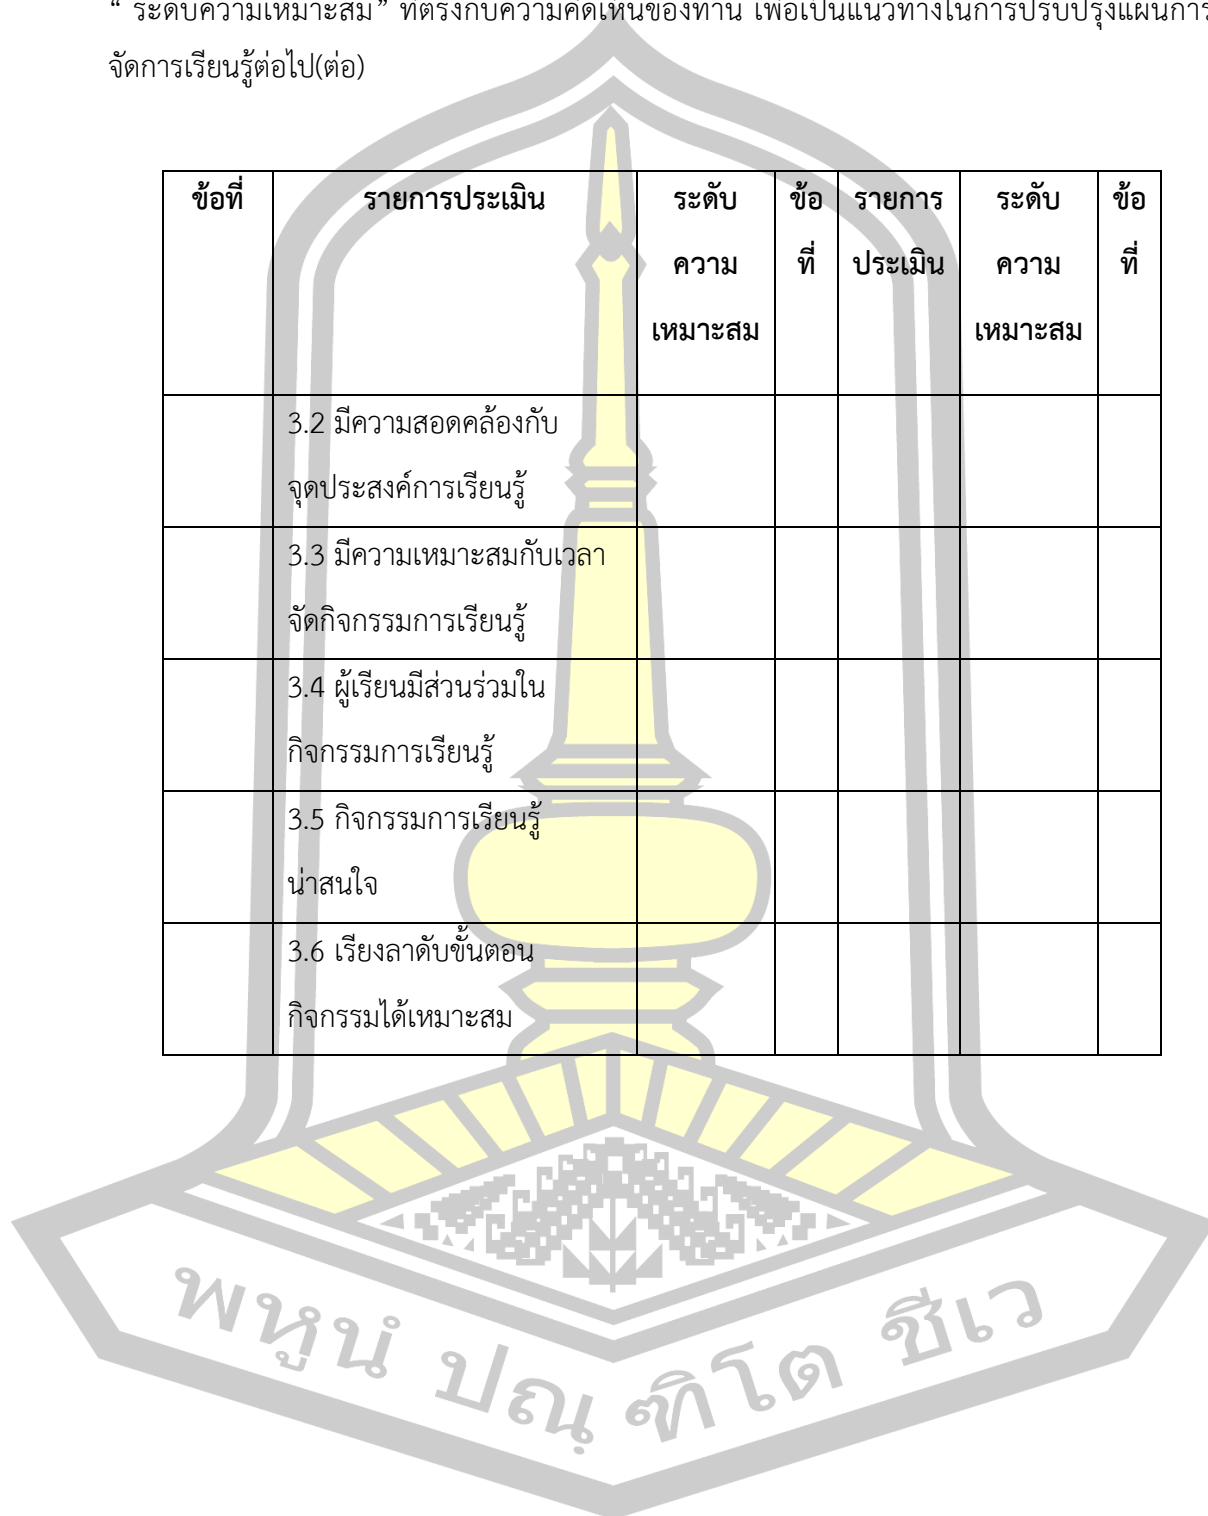 “ ระดับความเหมาะสม” ที่ตรงกับความคิดเห็นของท่าน เพื่อเป็นแนวทางในการปรับปรุงแผนการ
จัดการเรียนรู้ต่อไป(ต่อ)
ข้อที่ รายการประเมิน ระดับ ข้อ รายการ ระดับ ข้อ
ความ ที่ ประเมิน ความ ที่
เหมาะสม เหมาะสม
3.2 มีความสอดคล้องกับ
จุดประสงค์การเรียนรู้
3.3 มีความเหมาะสมกับเวลา
จัดกิจกรรมการเรียนรู้
3.4 ผู้เรียนมีส่วนร่วมใน
กิจกรรมการเรียนรู้
3.5 กิจกรรมการเรียนรู้
น่าสนใจ
3.6 เรียงลาดับขั้นตอน
กิจกรรมได้เหมาะสม
พหูนํ ปณฺฑิโต ชีเว